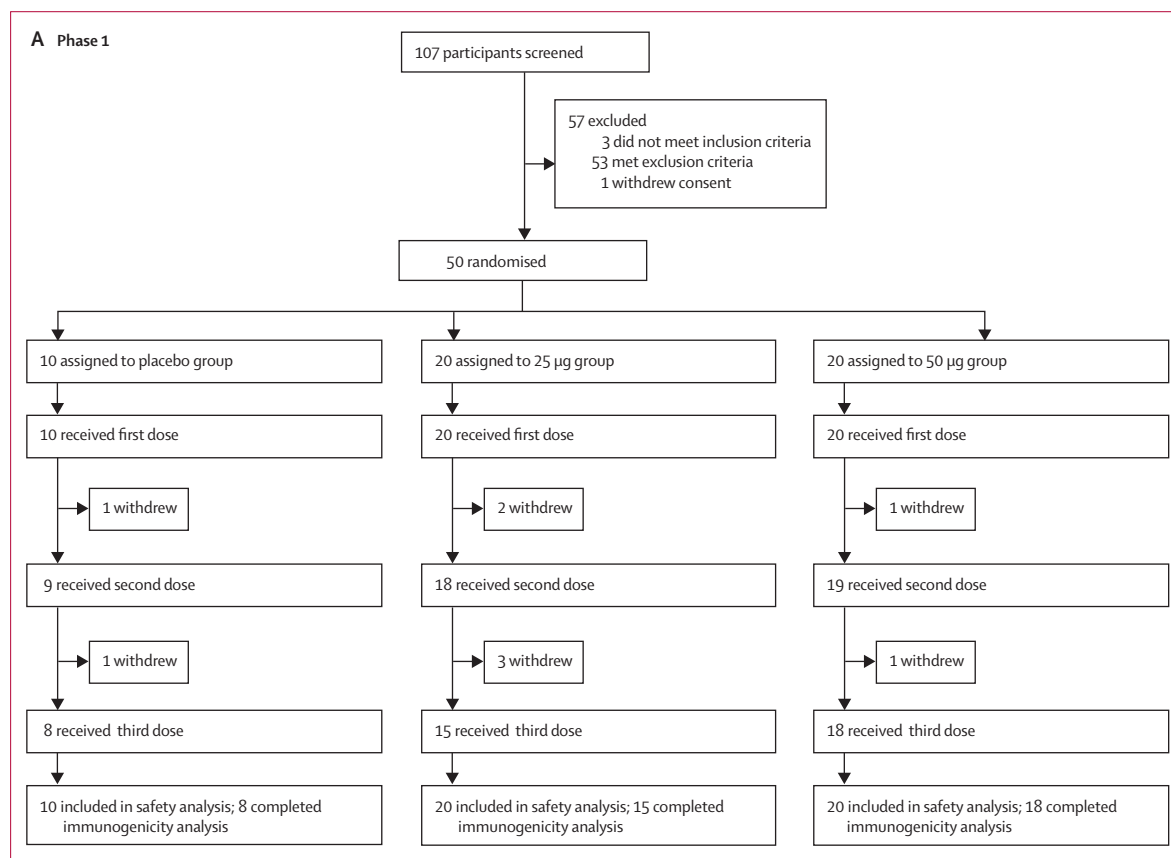 A Phase 1
107 participants screened
57 excluded
3 did not meet inclusion criteria
53 met exclusion criteria
1 withdrew consent
50 randomised
10 assigned to placebo group
20 assigned to 25 µg group
20 assigned to 50 µg group
10 received first dose
20 received first dose
20 received first dose
1 withdrew
2 withdrew
1 withdrew
9 received second dose
18 received second dose
19 received second dose
1 withdrew
3 withdrew
1 withdrew
8 received third dose
15 received third dose
18 received third dose
10 included in safety analysis; 8 completed
immunogenicity analysis
20 included in safety analysis; 15 completed
immunogenicity analysis
20 included in safety analysis; 18 completed
immunogenicity analysis